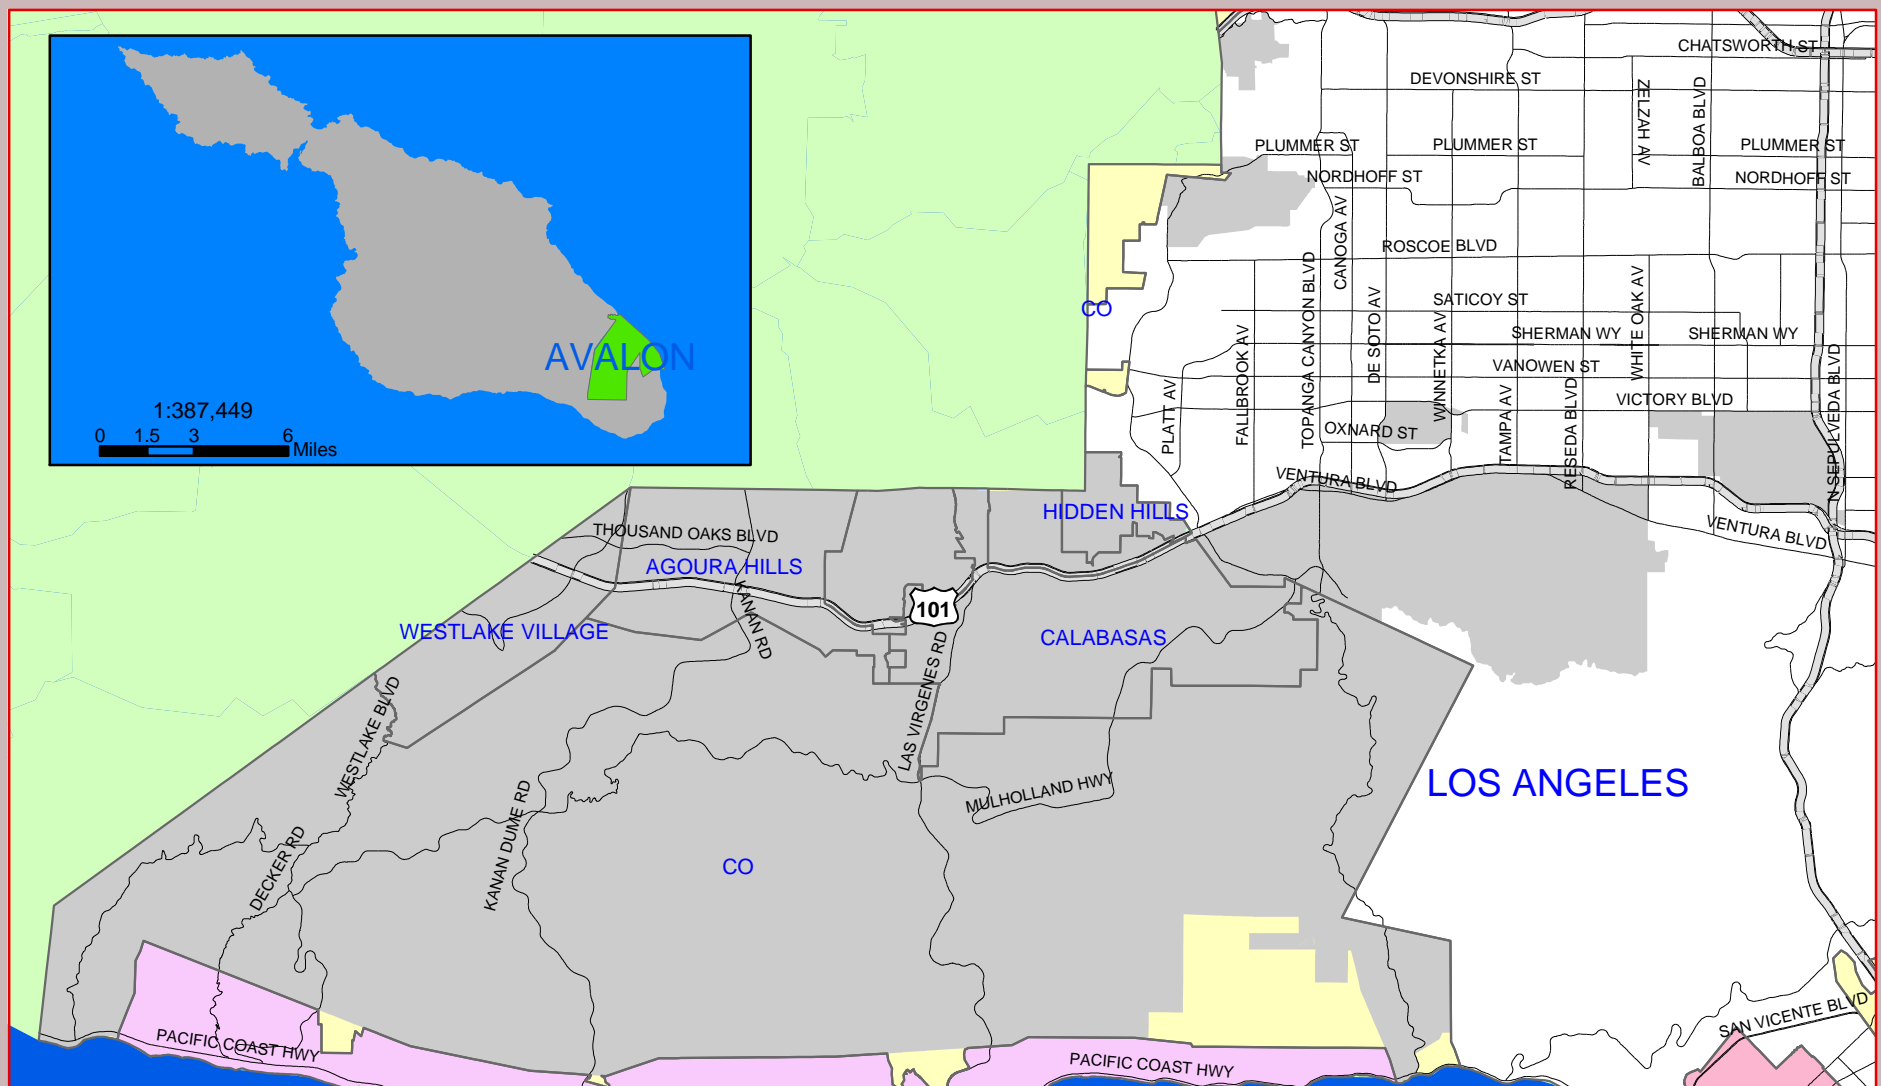 CHATSWORTH ST
DEVONSHIRE ST
ZELZAH AV
BALBOA BLVD
PLUMMER ST
PLUMMER ST
PLUMMER ST
NORDHOFF ST
NORDHOFF ST
CANOGA AV
ROSCOE BLVD
TOPANGA CANYON BLVD
CO
SATICOY ST
DE SOTO AV
WINNETKA AV
WHITE OAK AV
SHERMAN WY
SHERMAN WY
FALLBROOK AV
VANOWEN ST
PLATT AV
TAMPA AV
RESEDA BLVD
VICTORY BLVD
N SEPULVEDA BLVD
OXNARD ST
VENTURA BLVD
VENTURA BLVD
AVALON
1:387,449
0 1.5 3 6
Miles
HIDDEN HILLS
THOUSAND OAKS BLVD
AGOURA HILLS
KANAN RD
101
WESTLAKE VILLAGE
CALABASAS
LAS VIRGENES RD
WESTLAKE BLVD
LOS ANGELES
MULHOLLAND HWY
KANAN DUME RD
DECKER RD
CO
SAN VICENTE BLVD
PACIFIC COAST HWY
PACIFIC COAST HWY